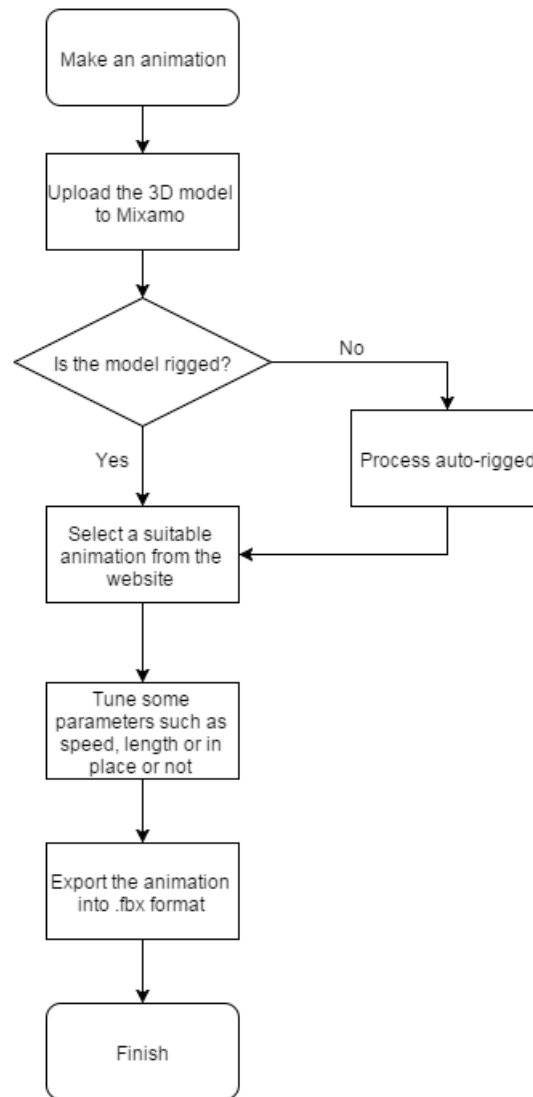 Make an animation
Upload the 3D model
to Mixamo
Is the model rigged?
No
Yes
Process auto-rigged
Select a suitable
animation from the
website
Tune some
parameters such as
speed, length or in
place or not
Export the animation
into .fbx format
Finish